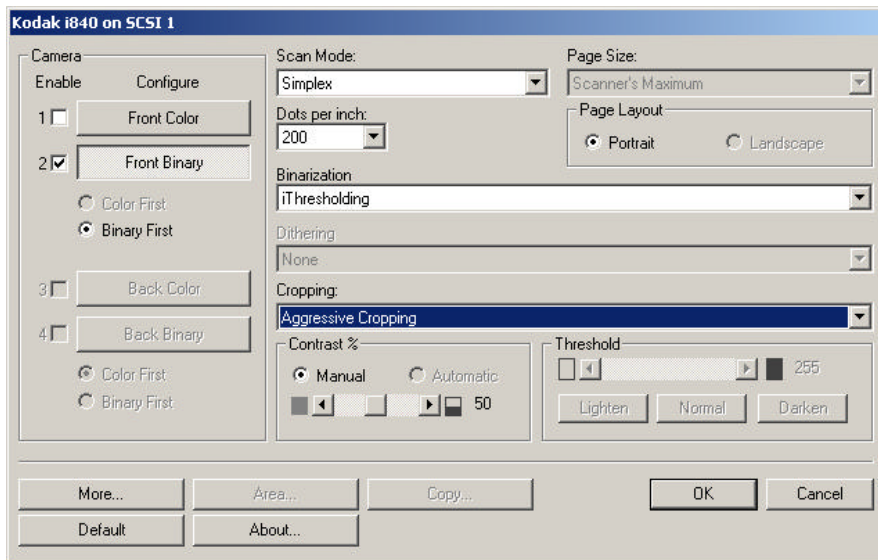 Kodak i840 on SCSI 1
Camera
Enable Configure
1 Front Color
2 Front Binary
Color First
Binary First
3 Back Color
4 Back Binary
Color First
Binary First
Scan Mode:
Simplex
Dots per inch:
200
Page Size:
Scanner's Maximum
Page Layout
Portrait Landscape
Binarization
iThresholding
Dithering
None
Cropping:
Aggressive Cropping
Contrast %
Manual Automatic
50
Threshold
255
Lighten Normal Darken
More... Area... Copy... OK Cancel
Default About...